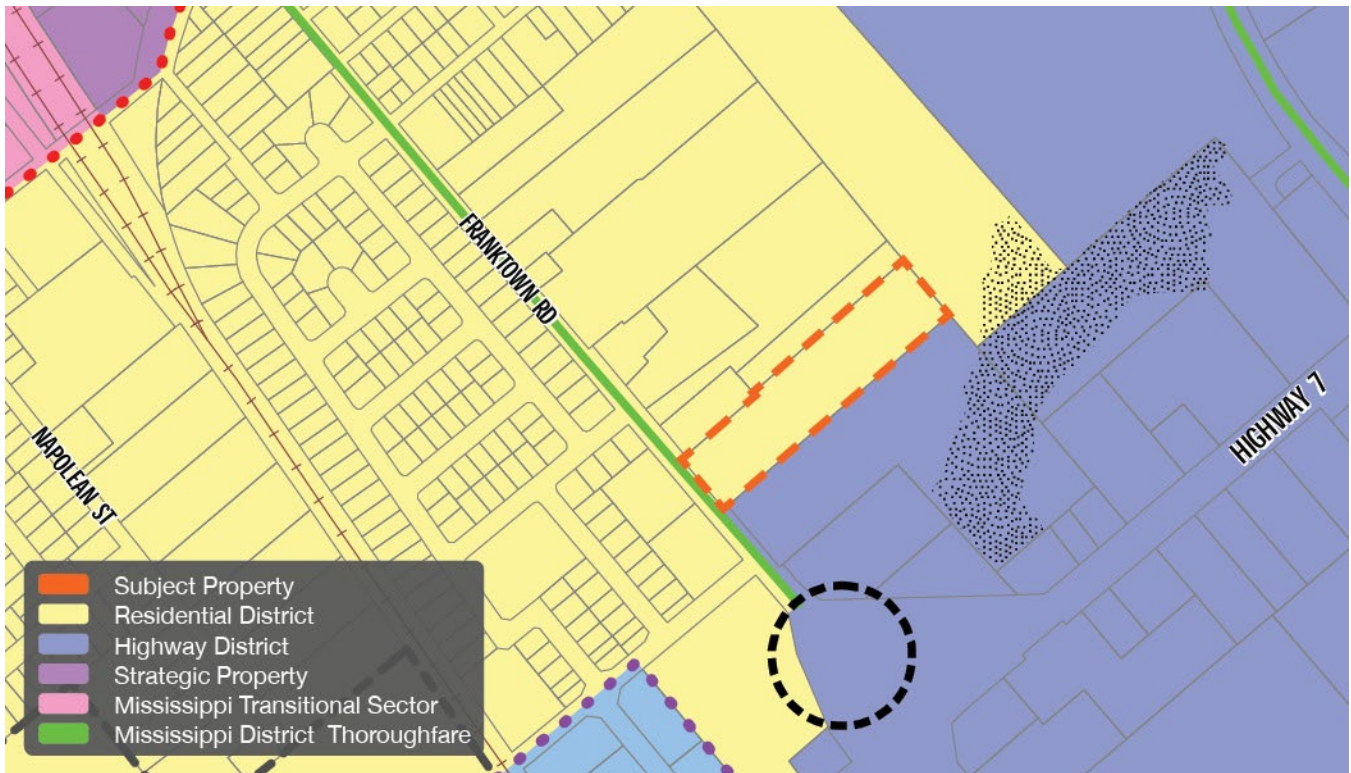 FRANKTOWN RD
HIGHWAY 7
NAPOLEAN ST
Subject Property
Residential District
Highway District
Strategic Property
Mississippi Transitional Sector
Mississippi District Thoroughfare